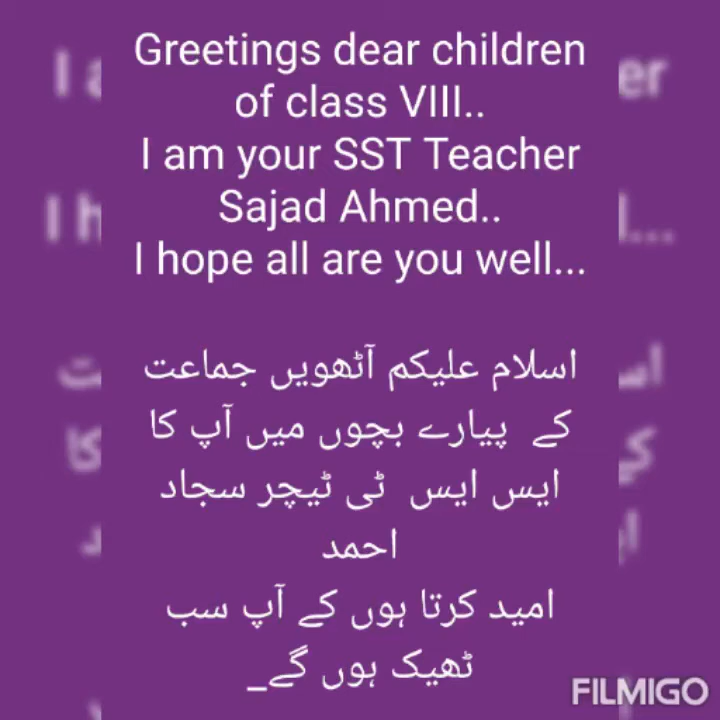 Greetings dear children
of class VIII..
I am your SST Teacher
Sajad Ahmed..
I hope all are you well...
اسلام علیکم آٹھویں جماعت
کے پیارے بچوں میں آپ کا
ایس ایس ٹی ٹیچر سجاد
احمد
امید کرتا ہوں کے آپ سب
ٹھیک ہوں گے_
FILMIGO